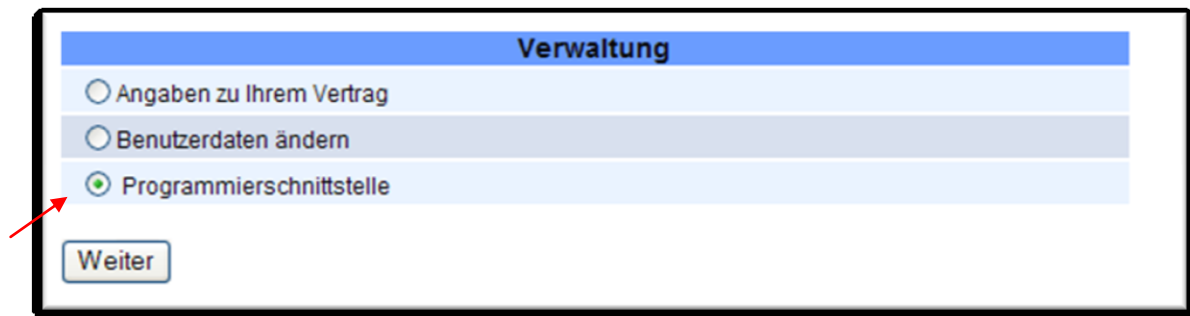 Verwaltung
Angaben zu Ihrem Vertrag
Benutzerdaten ändern
Programmierschnittstelle
Weiter